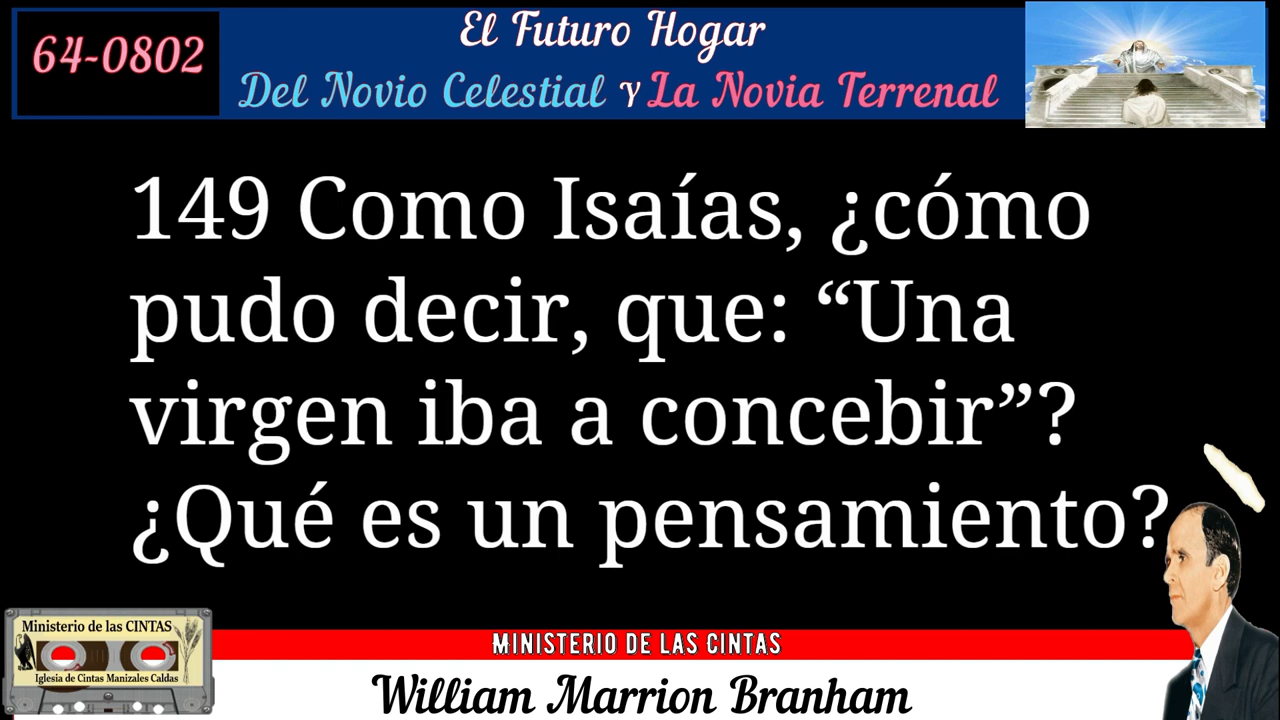 64-0802
El Futuro Hogar
Del Novio Celestial Y La Novia Terrenal
149 Como Isaías, ¿cómo
pudo decir, que: “Una
virgen iba a concebir”?
¿Qué es un pensamiento?
Ministerio de las CINTAS
Iglesia de Cintas Manizales Caldas
MINISTERIO DE LAS CINTAS
William Marrion Branham